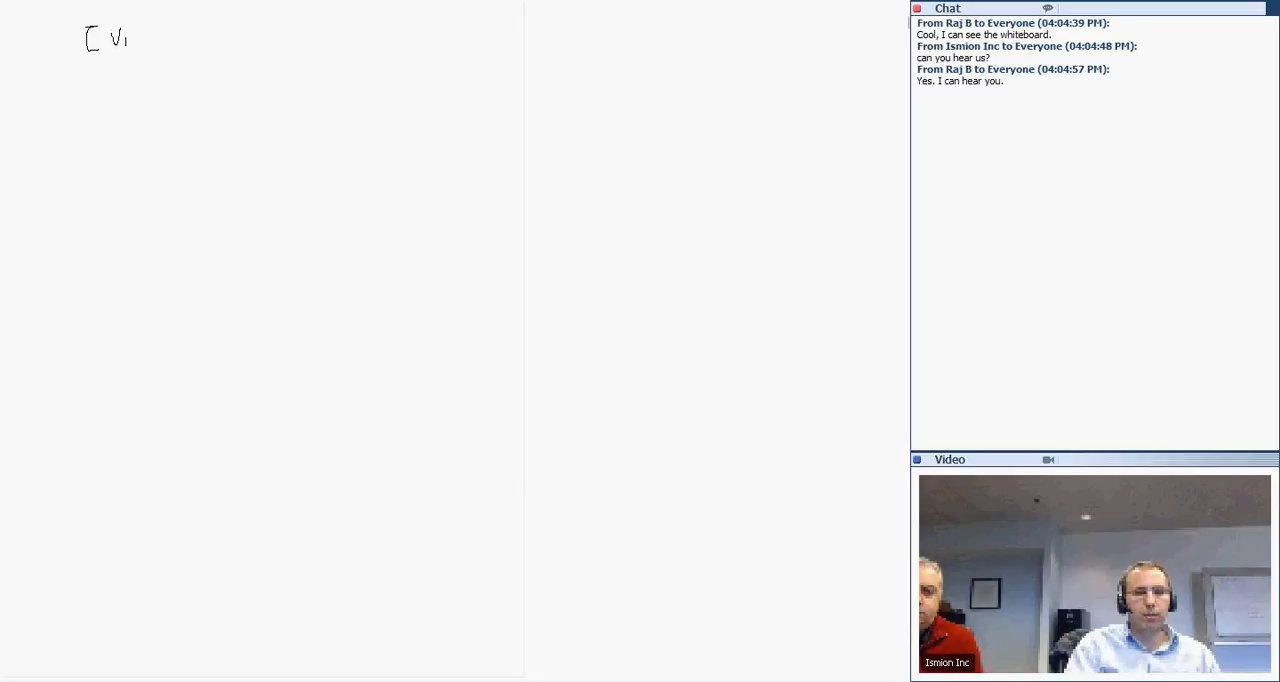 [ V1
Chat
From Raj B to Everyone (04:04:39 PM):
Cool, I can see the whiteboard.
From Ismion Inc to Everyone (04:04:48 PM):
can you hear us?
From Raj B to Everyone (04:04:57 PM):
Yes. I can hear you.
Video
Ismion Inc